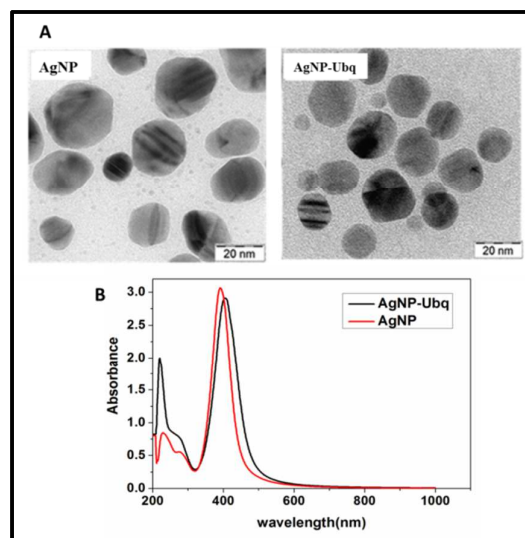 A
AgNP
AgNP-Ubq
20 nm
20 nm
B
AgNP-Ubq
AgNP
Absorbance
3.0
2.5
2.0
1.5
1.0
0.5
0.0
200 400 600 800 1000
wavelength(nm)